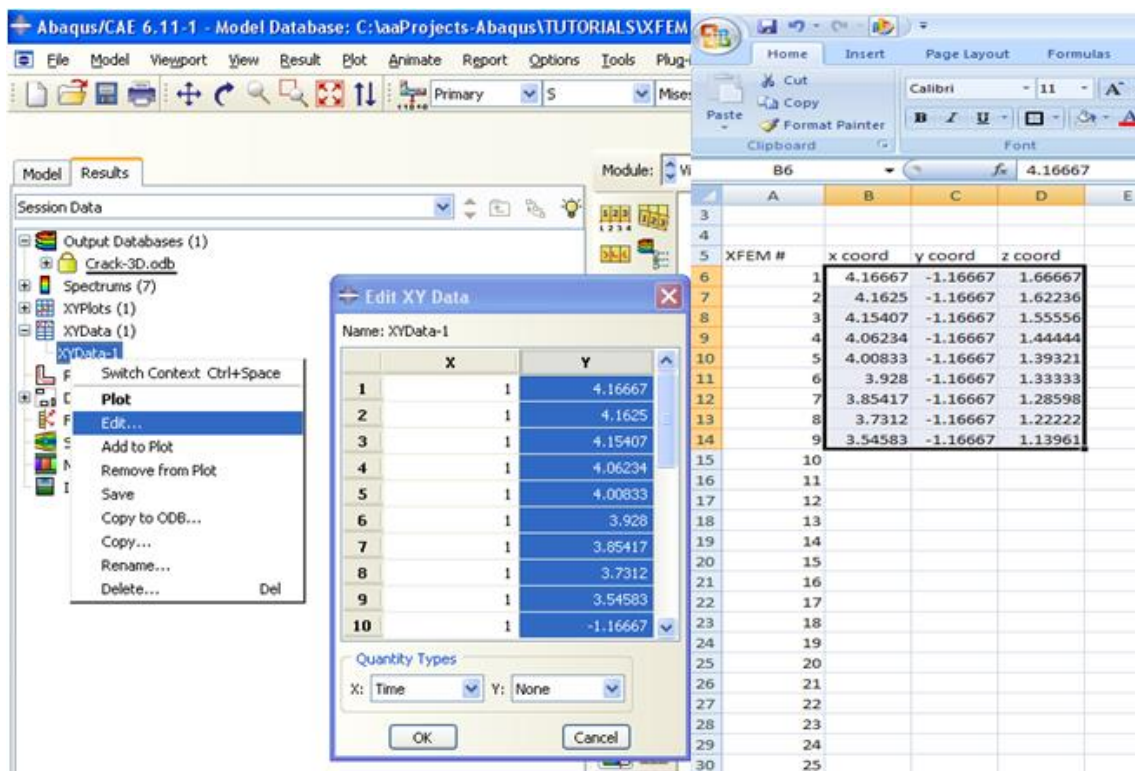 Abaqus/CAE 6.11-1 - Model Database: C:\aaProjects-Abaqus\TUTORIALS\XFEM
File Model Viewport View Result Plot Animate Report Options Tools Plug-
Primary S Mises
Model Results
Module:
Session Data
Output Databases (1)
Crack-3D.odb
Spectrums (7)
XYPlots (1)
XYData (1)
XYData-1
Switch Context Ctrl+Space
Plot
Edit...
Add to Plot
Remove from Plot
Save
Copy to ODB...
Copy...
Rename...
Delete... Del
Edit XY Data
Name: XYData-1
X Y
1 1 4.16667
2 1 4.1625
3 1 4.15407
4 1 4.06234
5 1 4.00833
6 1 3.928
7 1 3.85417
8 1 3.7312
9 1 3.54583
10 1 -1.16667
Quantity Types
X: Time Y: None
OK Cancel
Home Insert Page Layout Formulas
Cut
Copy
Format Painter
Paste
Clipboard
Calibri 11 A
B I U A
Font
B6 fx 4.16667
A B C D E
3
4
5 XFEM # x coord y coord z coord
6 1 4.16667 -1.16667 1.66667
7 2 4.1625 -1.16667 1.62236
8 3 4.15407 -1.16667 1.55556
9 4 4.06234 -1.16667 1.44444
10 5 4.00833 -1.16667 1.39321
11 6 3.928 -1.16667 1.33333
12 7 3.85417 -1.16667 1.28598
13 8 3.7312 -1.16667 1.22222
14 9 3.54583 -1.16667 1.13961
15 10
16 11
17 12
18 13
19 14
20 15
21 16
22 17
23 18
24 19
25 20
26 21
27 22
28 23
29 24
30 25